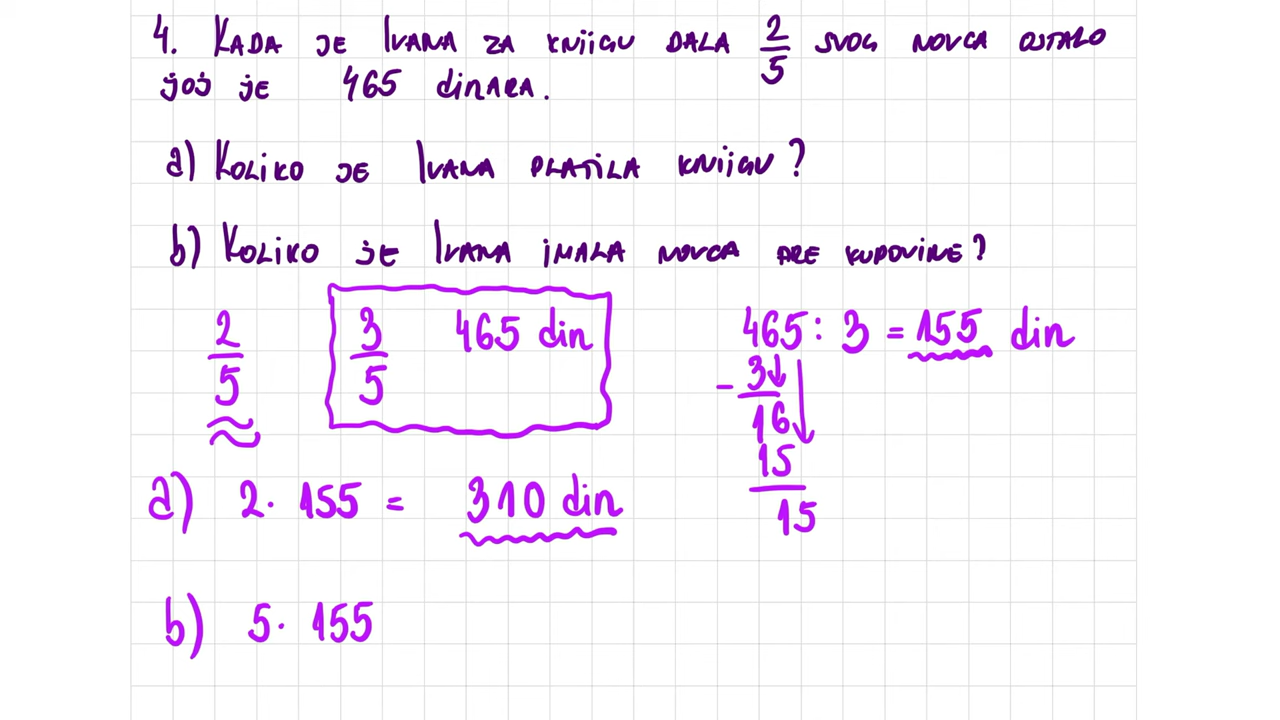 4. KADA JE IVANA ZA KNJIGU DALA 2/5 SVOG NOVCA OSTALO
JOŠ JE 465 DINARA.
a) KOLIKO JE IVANA PLATILA KNJIGU?
b) KOLIKO JE IVANA IMALA NOVCA PRE KUPOVINE?
2/5 3/5 465 din 465 : 3 = 155 din
- 3
16
15
15
a) 2 · 155 = 310 din
b) 5 · 155